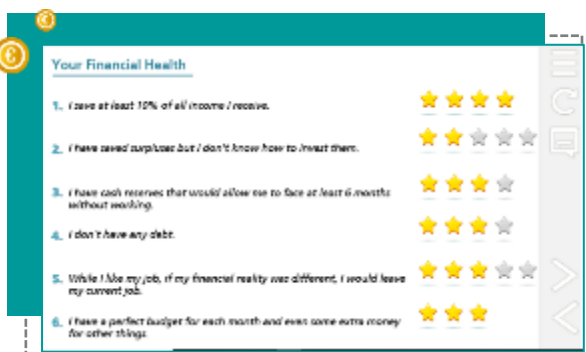 Your Financial Health
1. I save at least 10% of all income I receive.
2. I have saved surpluses but I don't know how to invest them.
3. I have cash reserves that would allow me to face at least 6 months
without working.
4. I don't have any debt.
5. While I like my job, if my financial reality was different, I would leave
my current job.
6. I have a perfect budget for each month and even some extra money
for other things.